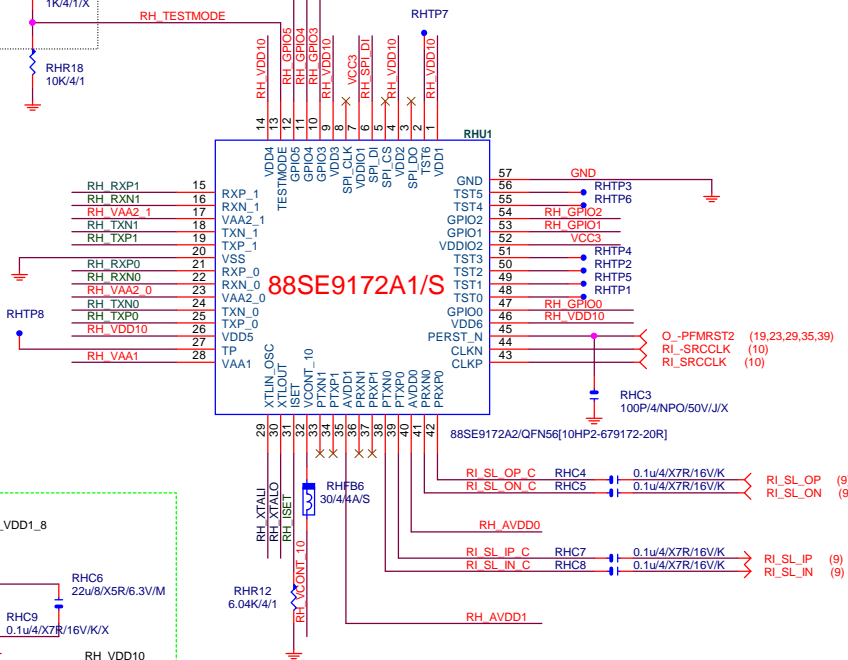 1K/4/1/X
RH_TESTMODE
RHTP7
RHR18
10K/4/1
RH_VDD10
RH_GPIO5
RH_GPIO4
RH_GPIO3
RH_VDD10
VCC3
RH_SPI_DI
RH_VDD10
RH_VDD10
14
13
12
11
10
9
8
7
6
5
4
3
2
1
RHU1
VDD4
TESTMODE
GPIO5
GPIO4
GPIO3
VDD3
SPI_CLK
VDDIO1
SPI_DI
SPI_CS
VDD2
SPI_DO
TST6
VDD1
RH_RXP1 15 RXP_1
RH_RXN1 16 RXN_1
RH_VAA2_1 17 VAA2_1
RH_TXN1 18 TXN_1
RH_TXP1 19 TXP_1
20 VSS
RH_RXP0 21 RXP_0
RH_RXN0 22 RXN_0
RH_VAA2_0 23 VAA2_0
RH_TXN0 24 TXN_0
RH_TXP0 25 TXP_0
RH_VDD10 26 VDD5
27 TP
RH_VAA1 28 VAA1
RHTP8
88SE9172A1/S
GND 57 GND
TST5 56 RHTP3
TST4 55 RHTP6
GPIO2 54 RH_GPIO2
GPIO1 53 RH_GPIO1
VDDIO2 52 VCC3
TST3 51 RHTP4
TST2 50 RHTP2
TST1 49 RHTP5
TST0 48 RHTP1
GPIO0 47 RH_GPIO0
VDD6 46 RH_VDD10
PERST_N 45 O_-PFMRST2 (19,23,29,35,39)
CLKN 44 RI_-SRCCLK (10)
CLKP 43 RI_SRCCLK (10)
RHC3
100P/4/NPO/50V/J/X
XTLIN_OSC
XTLOUT
ISET
VCONT_10
PTXN1
PTXP1
AVDD1
PRXN1
PRXP1
PTXN0
PTXP0
AVDD0
PRXN0
PRXP0
29
30
31
32
33
34
35
36
37
38
39
40
41
42
88SE9172A2/QFN56[10HP2-679172-20R]
RH_XTALI
RH_XTALO
RH_ISET
RHFB6
30/4/4A/S
RH_VCONT_10
RHR12
6.04K/4/1
RI_SL_OP_C RHC4 0.1u/4/X7R/16V/K RI_SL_OP (9
RI_SL_ON_C RHC5 0.1u/4/X7R/16V/K RI_SL_ON (9
RH_AVDD0
RI_SL_IP_C RHC7 0.1u/4/X7R/16V/K RI_SL_IP (9)
RI_SL_IN_C RHC8 0.1u/4/X7R/16V/K RI_SL_IN (9)
RH_AVDD1
_VDD1_8
RHC6
22u/8/X5R/6.3V/M
RHC9
0.1u/4/X7R/16V/K/X
RH_VDD10